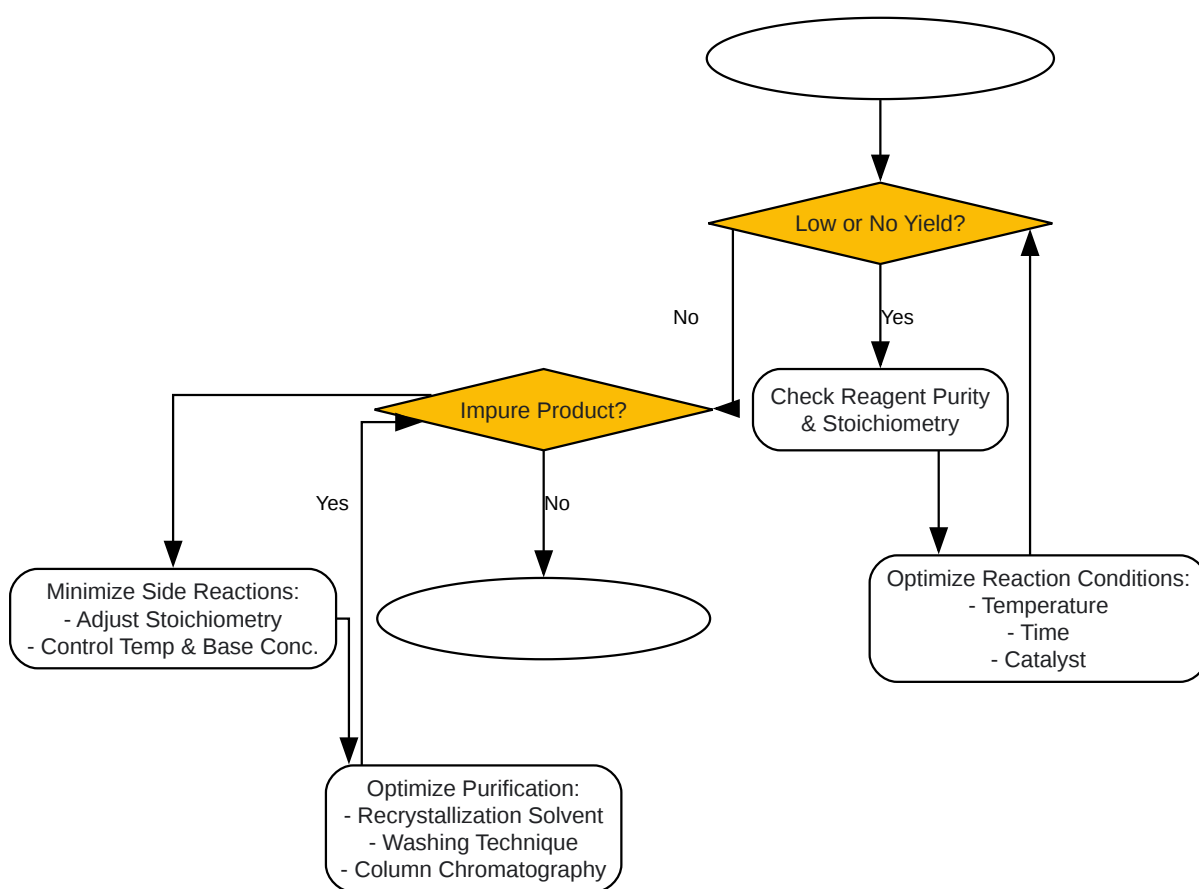 Low or No Yield?
No
Yes
Impure Product?
Check Reagent Purity
& Stoichiometry
Yes
No
Minimize Side Reactions:
- Adjust Stoichiometry
- Control Temp & Base Conc.
Optimize Reaction Conditions:
- Temperature
- Time
- Catalyst
Optimize Purification:
- Recrystallization Solvent
- Washing Technique
- Column Chromatography